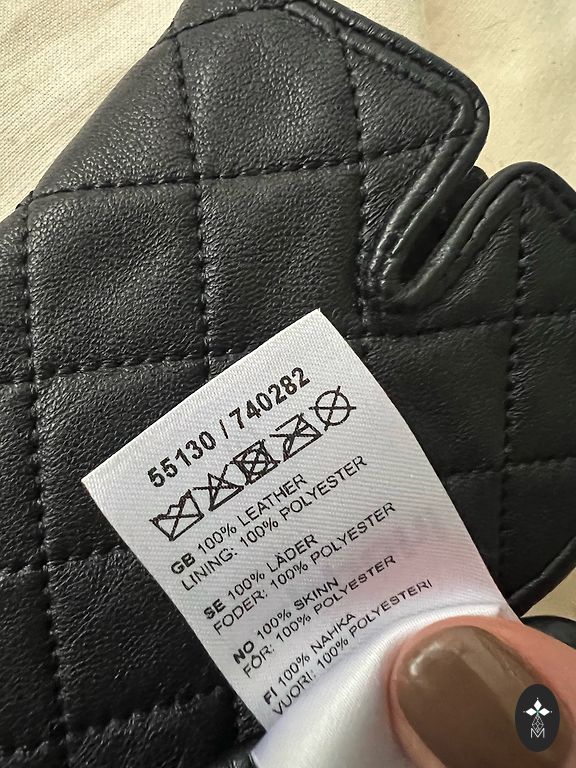 55130 / 740282
GB 100% LEATHER
LINING: 100% POLYESTER
SE 100% LÄDER
FODER: 100% POLYESTER
NO 100% SKINN
FÔR: 100% POLYESTER
FI 100% NAHKA
VUORI: 100% POLYESTERI